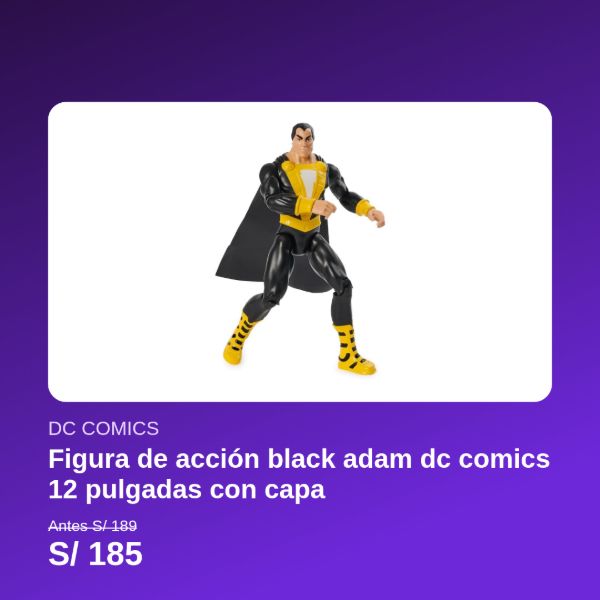 DC COMICS
Figura de acción black adam dc comics
12 pulgadas con capa
Antes S/ 189
S/ 185